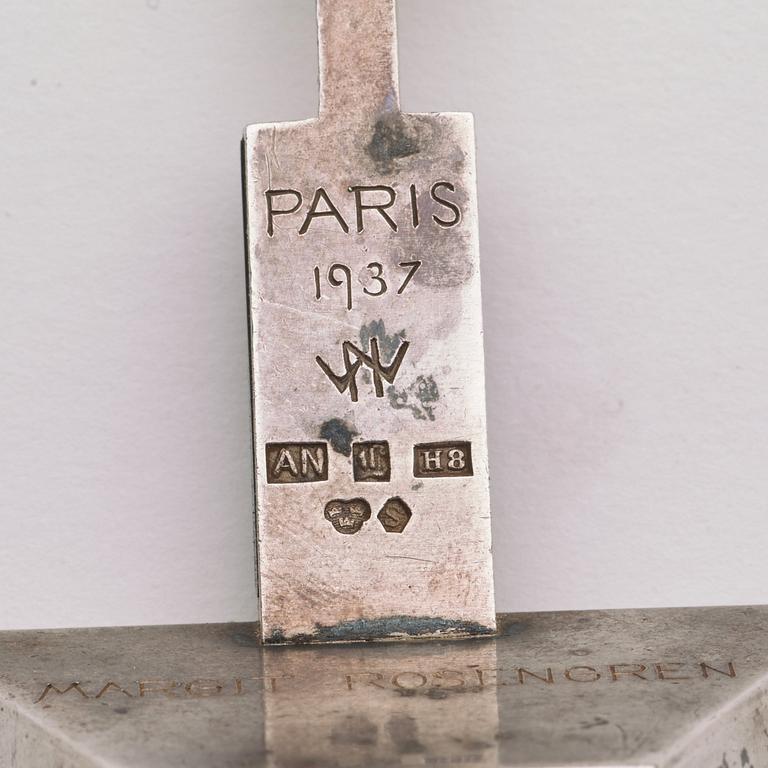 PARIS
1937
AN H8
S
MARGIT ROSENGREN